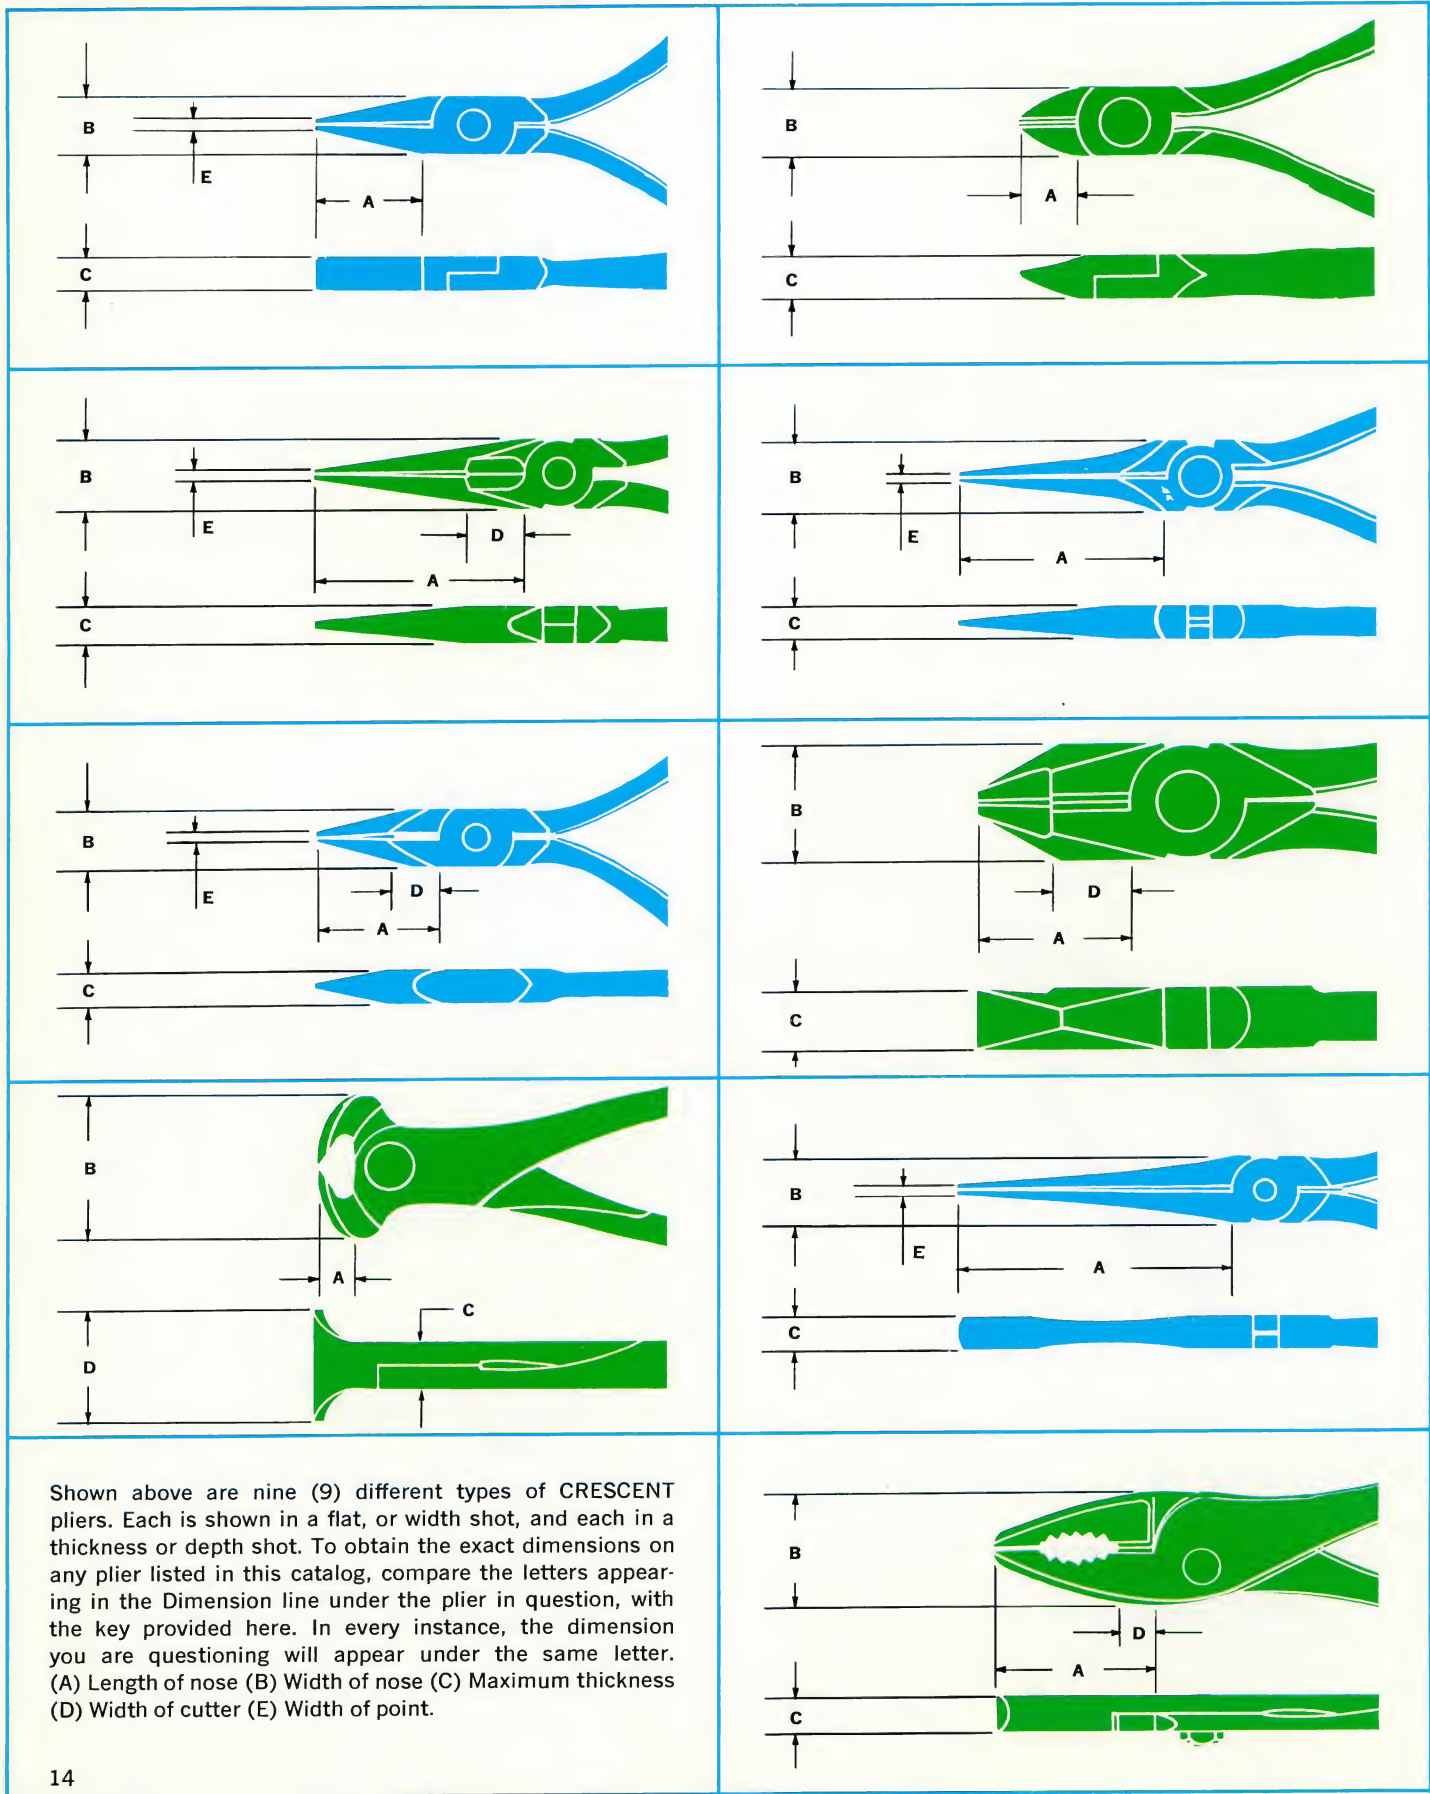 B
E
A
C
B
A
C
B
E
D
A
C
B
E
A
C
B
E
D
A
C
B
D
A
C
B
A
C
D
B
E
A
C
Shown above are nine (9) different types of CRESCENT
pliers. Each is shown in a flat, or width shot, and each in a
thickness or depth shot. To obtain the exact dimensions on
any plier listed in this catalog, compare the letters appear-
ing in the Dimension line under the plier in question, with
the key provided here. In every instance, the dimension
you are questioning will appear under the same letter.
(A) Length of nose (B) Width of nose (C) Maximum thickness
(D) Width of cutter (E) Width of point.
14
B
D
A
C